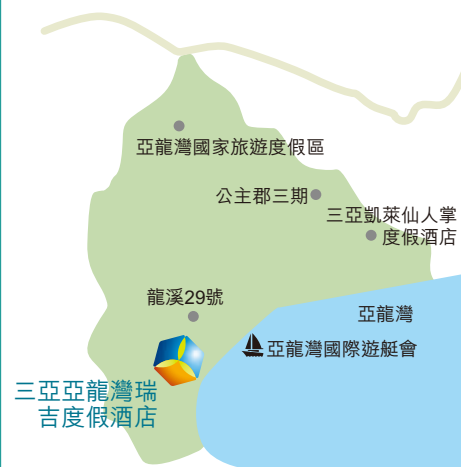 亞龍灣國家旅遊度假區
公主郡三期
三亞凱萊仙人掌
度假酒店
龍溪29號
亞龍灣
亞龍灣國際遊艇會
三亞亞龍灣瑞
吉度假酒店